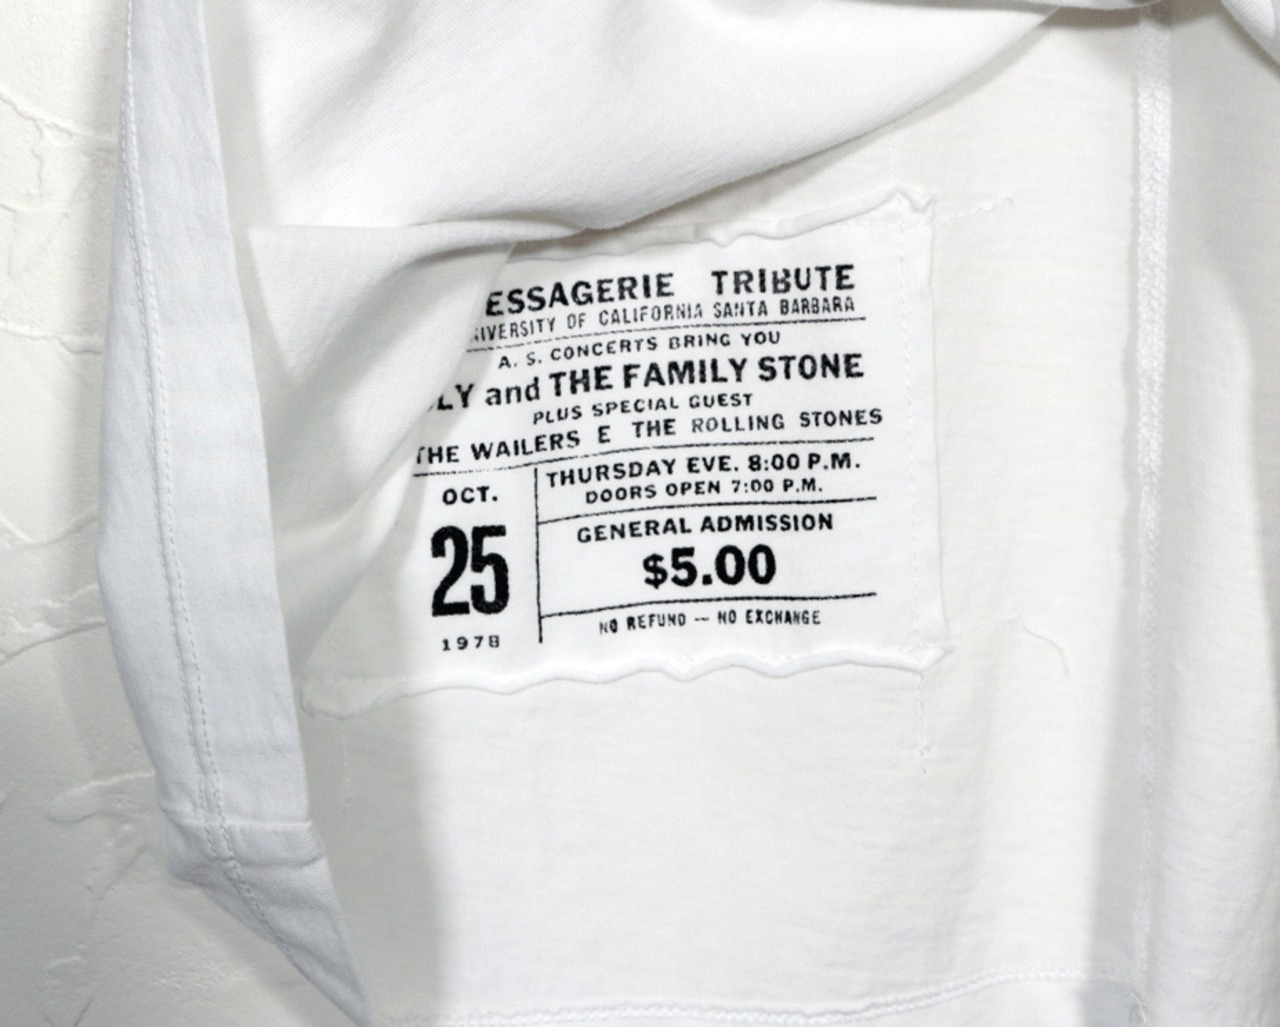 ESSAGERIE TRIBUTE
IVERSITY OF CALIFORNIA SANTA BARBARA
A. S. CONCERTS BRING YOU
LY and THE FAMILY STONE
PLUS SPECIAL GUEST
THE WAILERS E THE ROLLING STONES
OCT.
25
1978
THURSDAY EVE. 8:00 P.M.
DOORS OPEN 7:00 P.M.
GENERAL ADMISSION
$5.00
NO REFUND — NO EXCHANGE